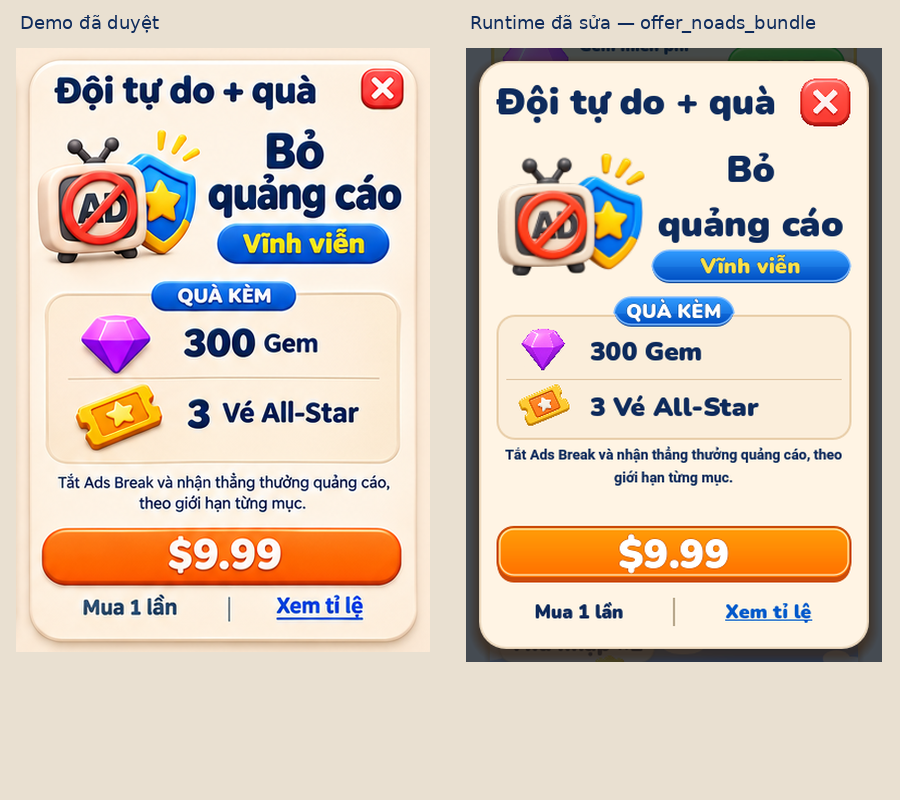 Demo đã duyệt
Đội tự do + quà
AD
Bỏ
quảng cáo
Vĩnh viễn
QUÀ KÈM
300 Gem
3 Vé All-Star
Tắt Ads Break và nhận thẳng thưởng quảng cáo,
theo giới hạn từng mục.
$9.99
Mua 1 lần
Xem tỉ lệ
Runtime đã sửa — offer_noads_bundle
Đội tự do + quà
AD
Bỏ
quảng cáo
Vĩnh viễn
QUÀ KÈM
300 Gem
3 Vé All-Star
Tắt Ads Break và nhận thẳng thưởng quảng cáo, theo
giới hạn từng mục.
$9.99
Mua 1 lần
Xem tỉ lệ